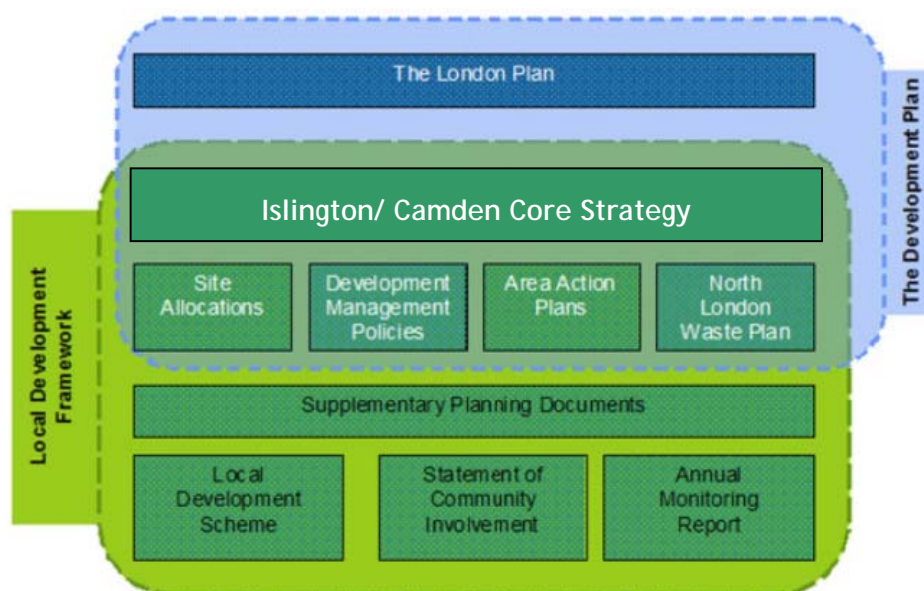 The London Plan
The Development Plan
Islington/ Camden Core Strategy
Local Development
Framework
Site
Allocations
Development
Management
Policies
Area Action
Plans
North
London
Waste Plan
Supplementary Planning Documents
Local
Development
Scheme
Statement of
Community
Involvement
Annual
Monitoring
Report